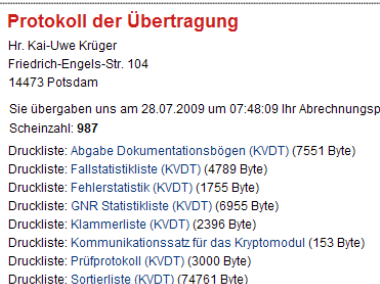 Protokoll der Übertragung
Hr. Kai-Uwe Krüger
Friedrich-Engels-Str. 104
14473 Potsdam
Sie übergaben uns am 28.07.2009 um 07:48:09 Ihr Abrechnungsp
Scheinzahl: 987
Druckliste: Abgabe Dokumentationsbögen (KVDT) (7551 Byte)
Druckliste: Fallstatistikliste (KVDT) (4789 Byte)
Druckliste: Fehlerstatistik (KVDT) (1755 Byte)
Druckliste: GNR Statistikliste (KVDT) (6955 Byte)
Druckliste: Klammerliste (KVDT) (2396 Byte)
Druckliste: Kommunikationssatz für das Kryptomodul (153 Byte)
Druckliste: Prüfprotokoll (KVDT) (3000 Byte)
Druckliste: Sortierliste (KVDT) (74761 Byte)